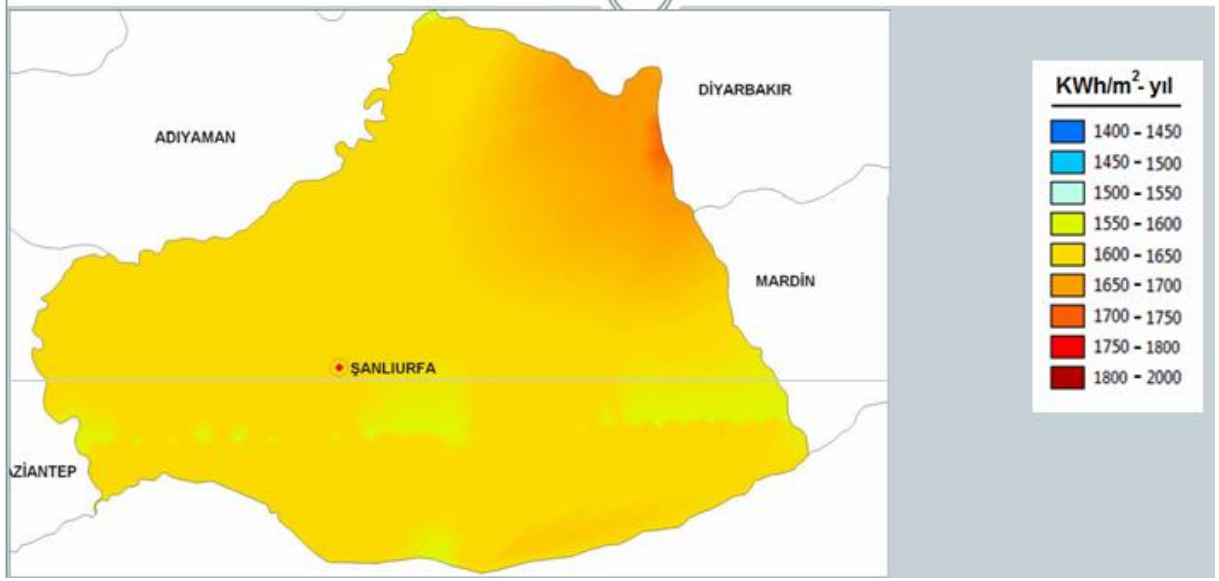 DİYARBAKIR
ADIYAMAN
MARDİN
ŞANLIURFA
AZİANTEP
KWh/m²- yıl
1400 - 1450
1450 - 1500
1500 - 1550
1550 - 1600
1600 - 1650
1650 - 1700
1700 - 1750
1750 - 1800
1800 - 2000